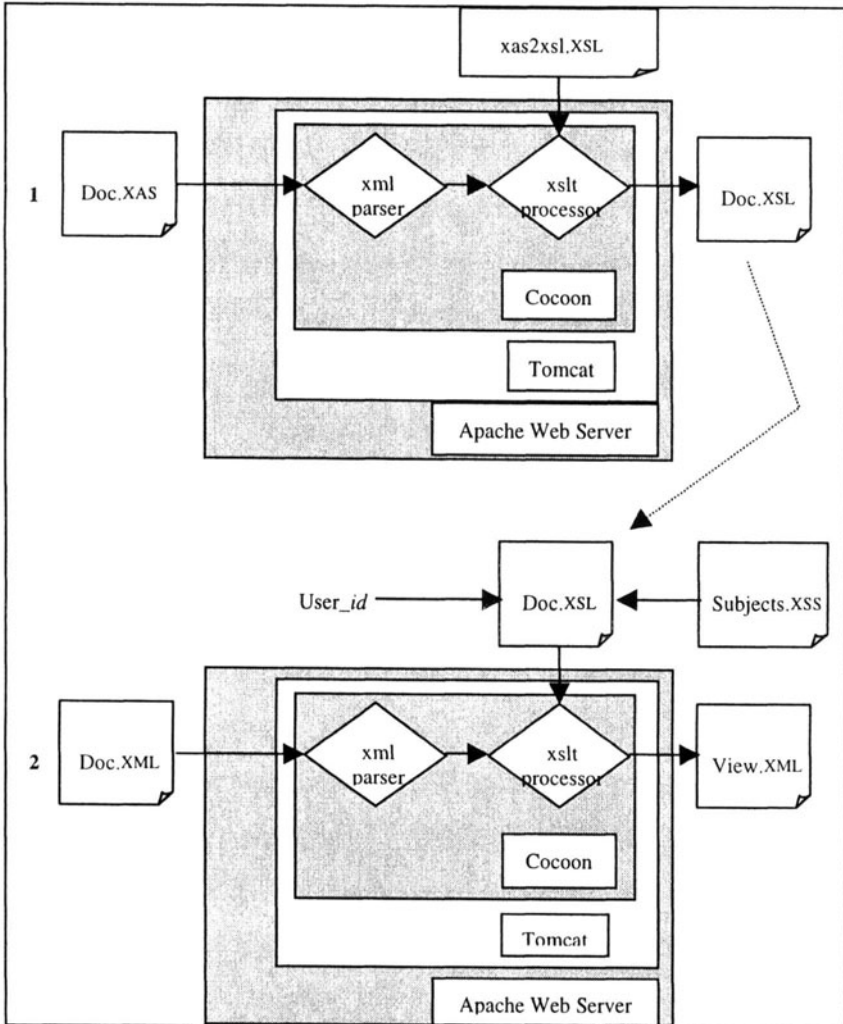 xas2xsl.XSL
1
Doc.XAS
xml
parser
xslt
processor
Doc.XSL
Cocoon
Tomcat
Apache Web Server
User_id
Doc.XSL
Subjects.XSS
2
Doc.XML
xml
parser
xslt
processor
View.XML
Cocoon
Tomcat
Apache Web Server